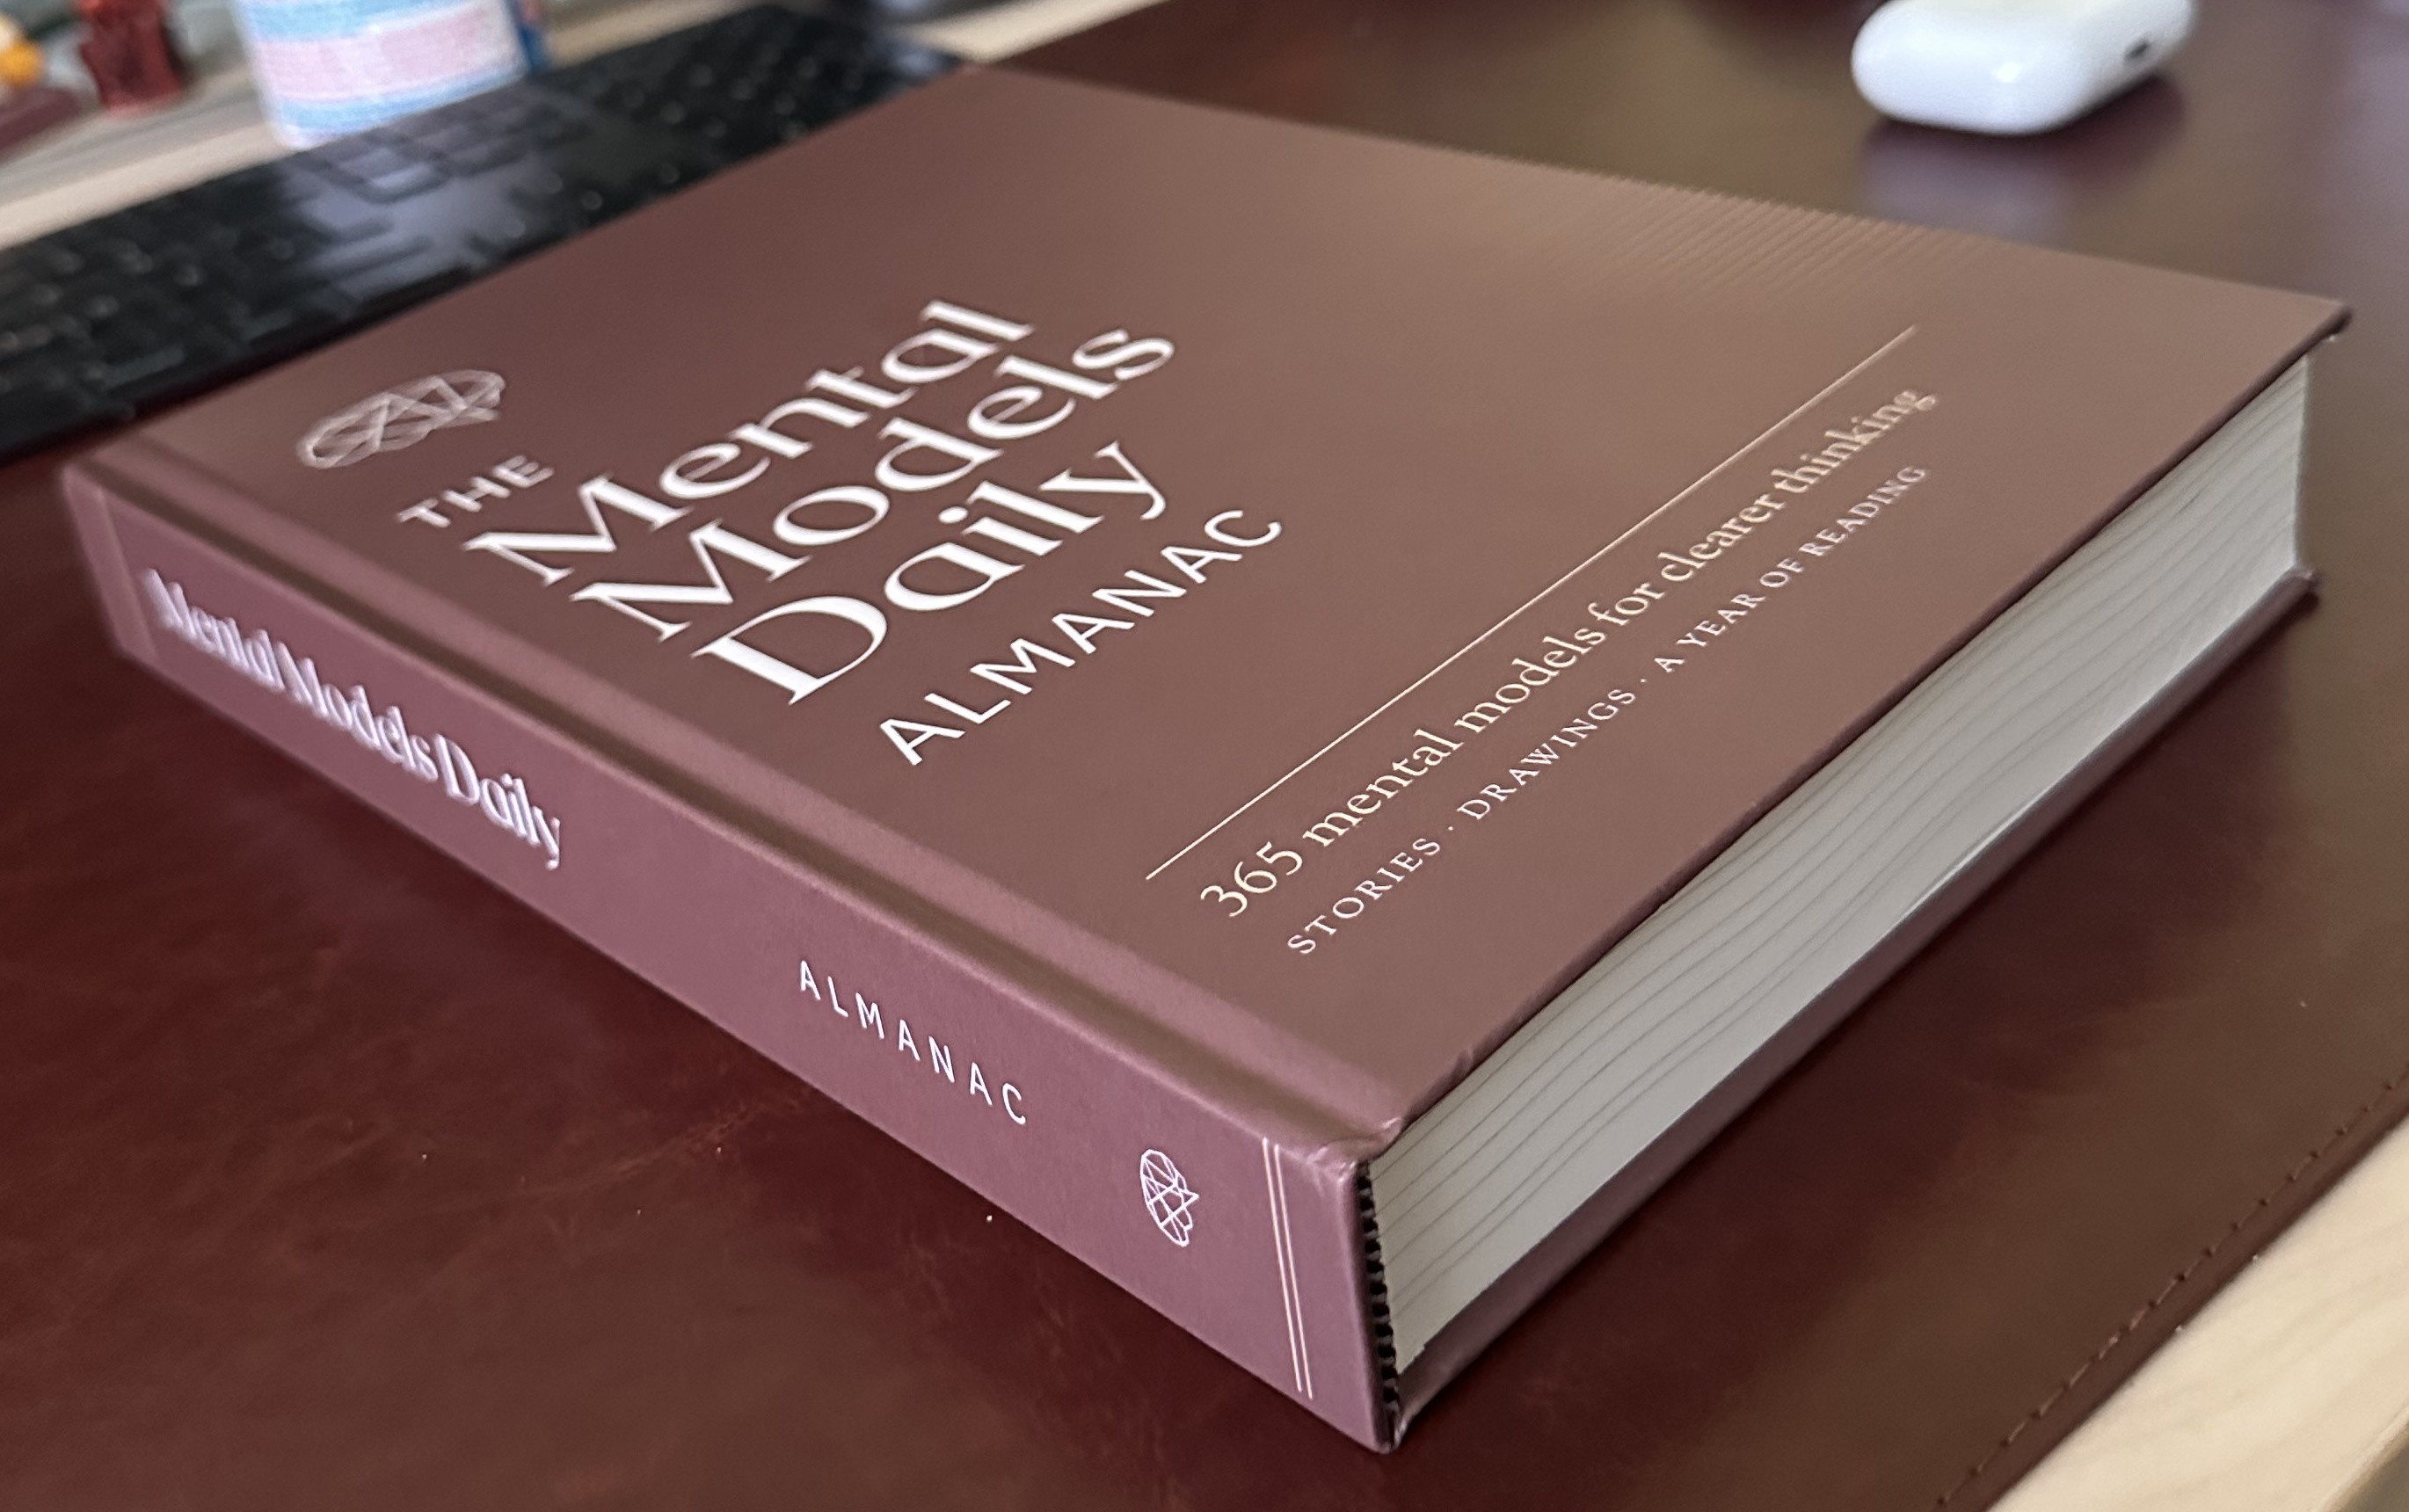 THE
Mental
Models
Daily
ALMANAC
365 mental models for clearer thinking
STORIES · DRAWINGS · A YEAR OF READING
Mental Models Daily
ALMANAC